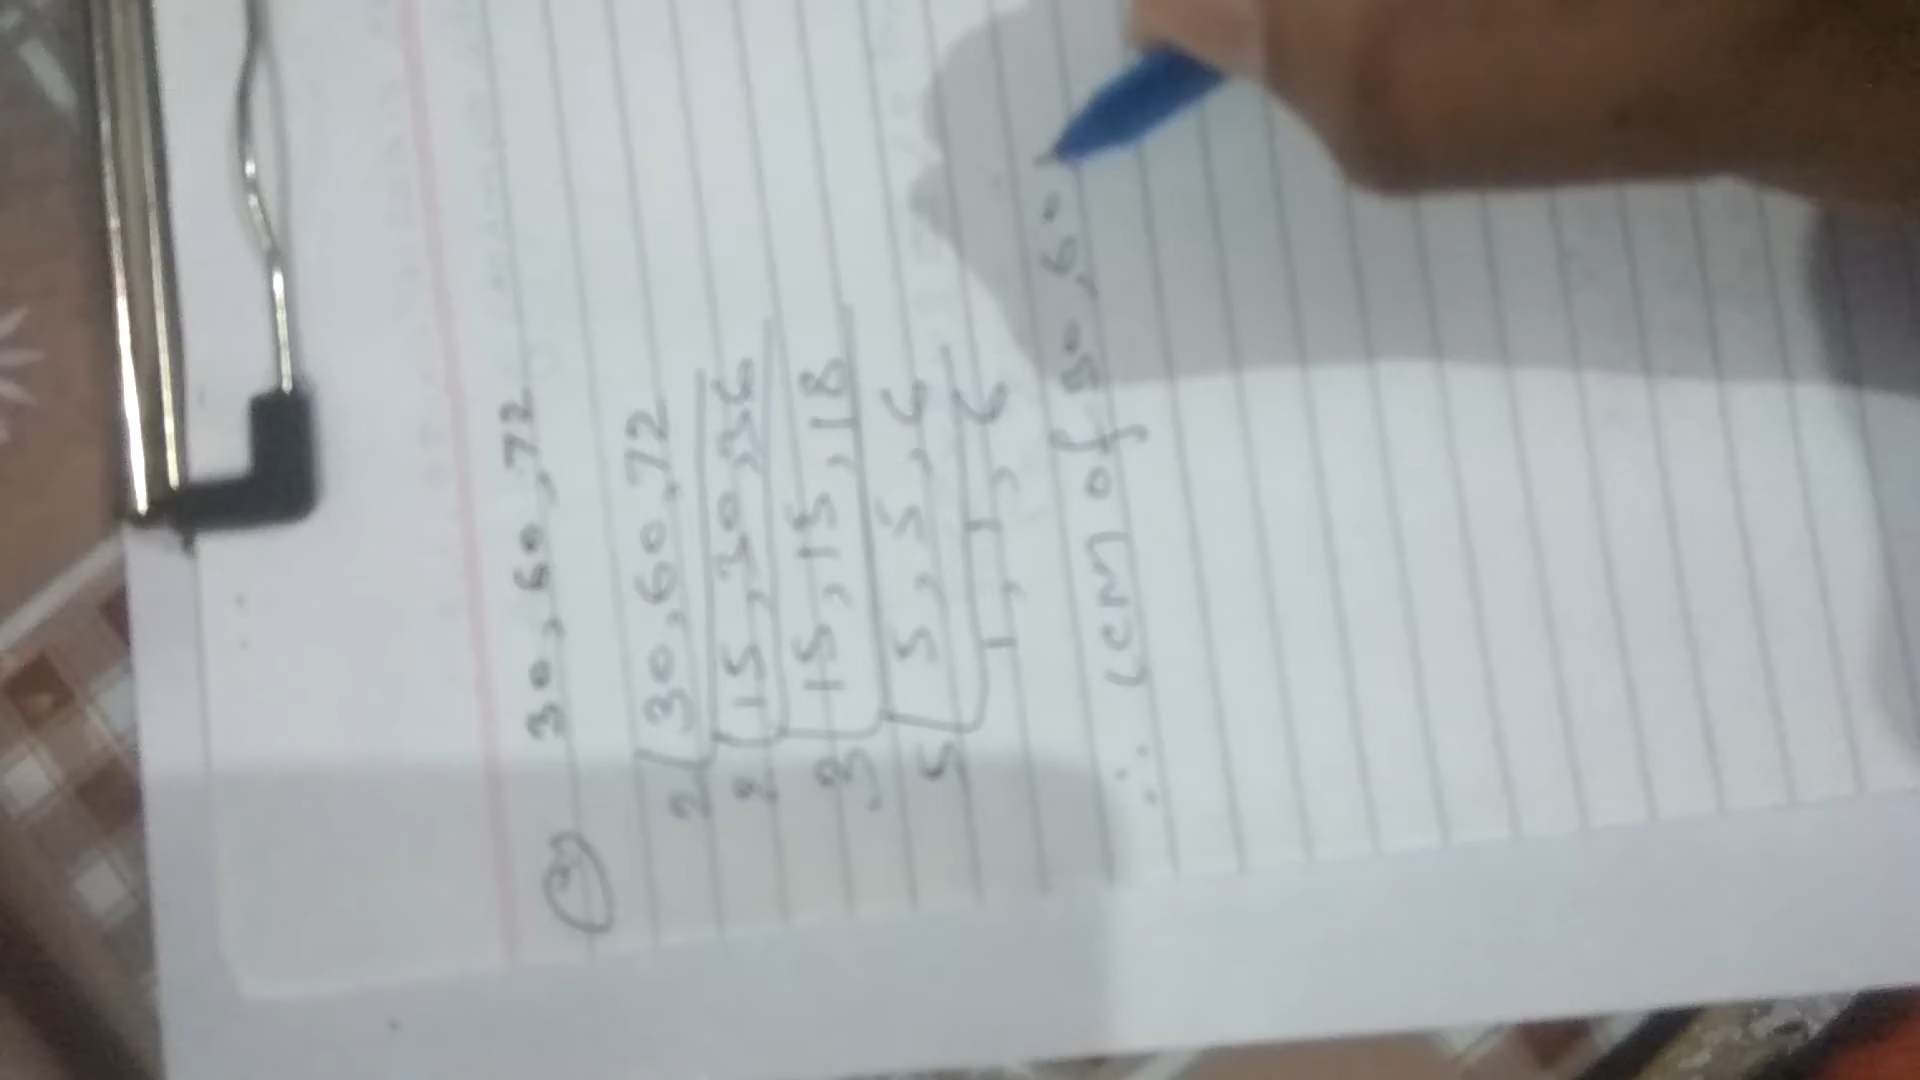 ③ 30, 60, 72
2 30, 60, 72
2 15, 30, 36
3 15, 15, 18
5 5, 5, 6
1, 1, 6
∴ LCM of 30, 60